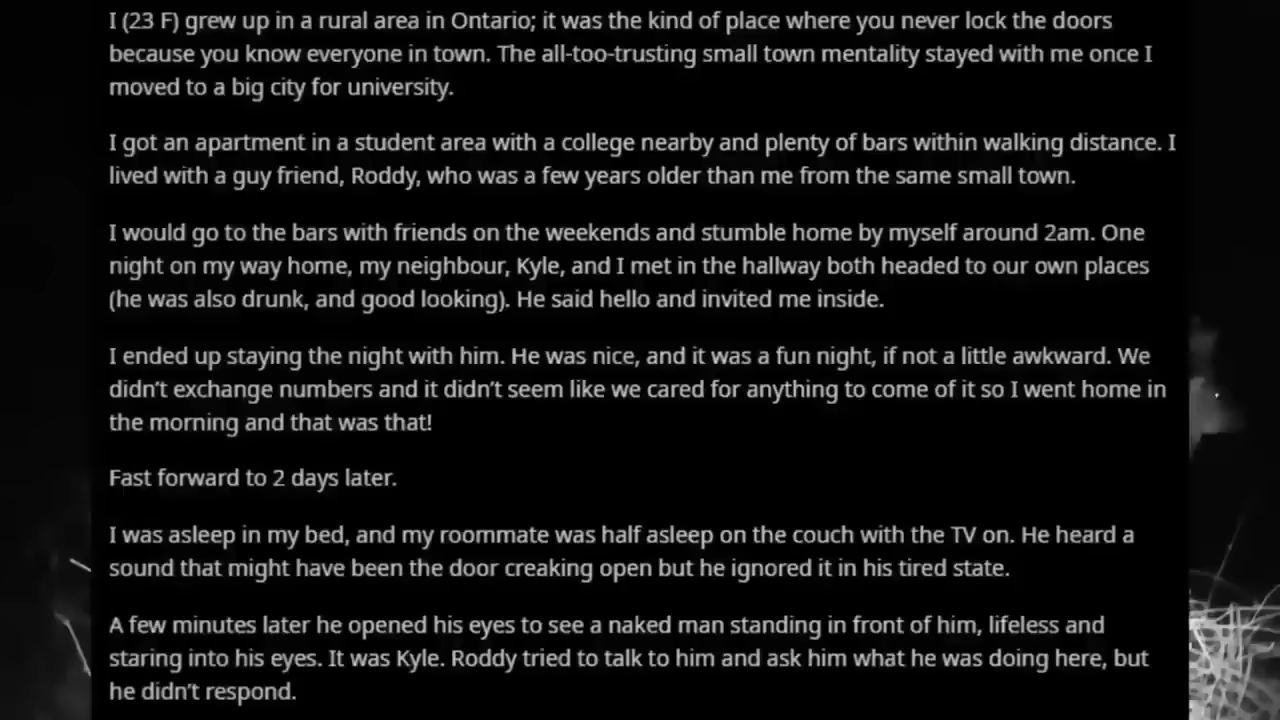 I (23 F) grew up in a rural area in Ontario; it was the kind of place where you never lock the doors
because you know everyone in town. The all-too-trusting small town mentality stayed with me once I
moved to a big city for university.
I got an apartment in a student area with a college nearby and plenty of bars within walking distance. I
lived with a guy friend, Roddy, who was a few years older than me from the same small town.
I would go to the bars with friends on the weekends and stumble home by myself around 2am. One
night on my way home, my neighbour, Kyle, and I met in the hallway both headed to our own places
(he was also drunk, and good looking). He said hello and invited me inside.
I ended up staying the night with him. He was nice, and it was a fun night, if not a little awkward. We
didn't exchange numbers and it didn't seem like we cared for anything to come of it so I went home in
the morning and that was that!
Fast forward to 2 days later.
I was asleep in my bed, and my roommate was half asleep on the couch with the TV on. He heard a
sound that might have been the door creaking open but he ignored it in his tired state.
A few minutes later he opened his eyes to see a naked man standing in front of him, lifeless and
staring into his eyes. It was Kyle. Roddy tried to talk to him and ask him what he was doing here, but
he didn't respond.